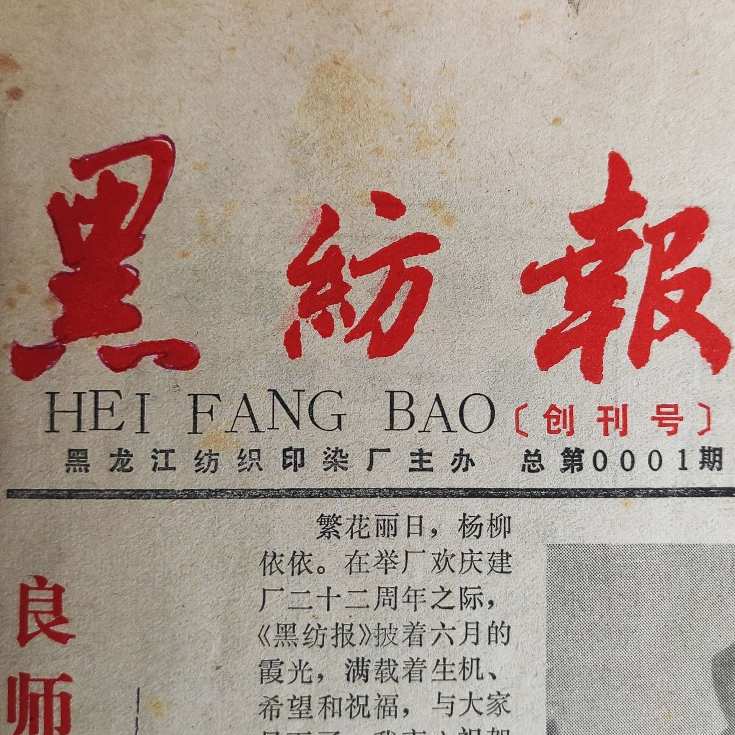 黑紡報
HEI FANG BAO〔创刊号〕
黑龙江纺织印染厂主办 总第0001期
良师
繁花丽日，杨柳
依依。在举厂欢庆建
厂二十二周年之际，
《黑纺报》披着六月的
霞光，满载着生机、
希望和祝福，与大家